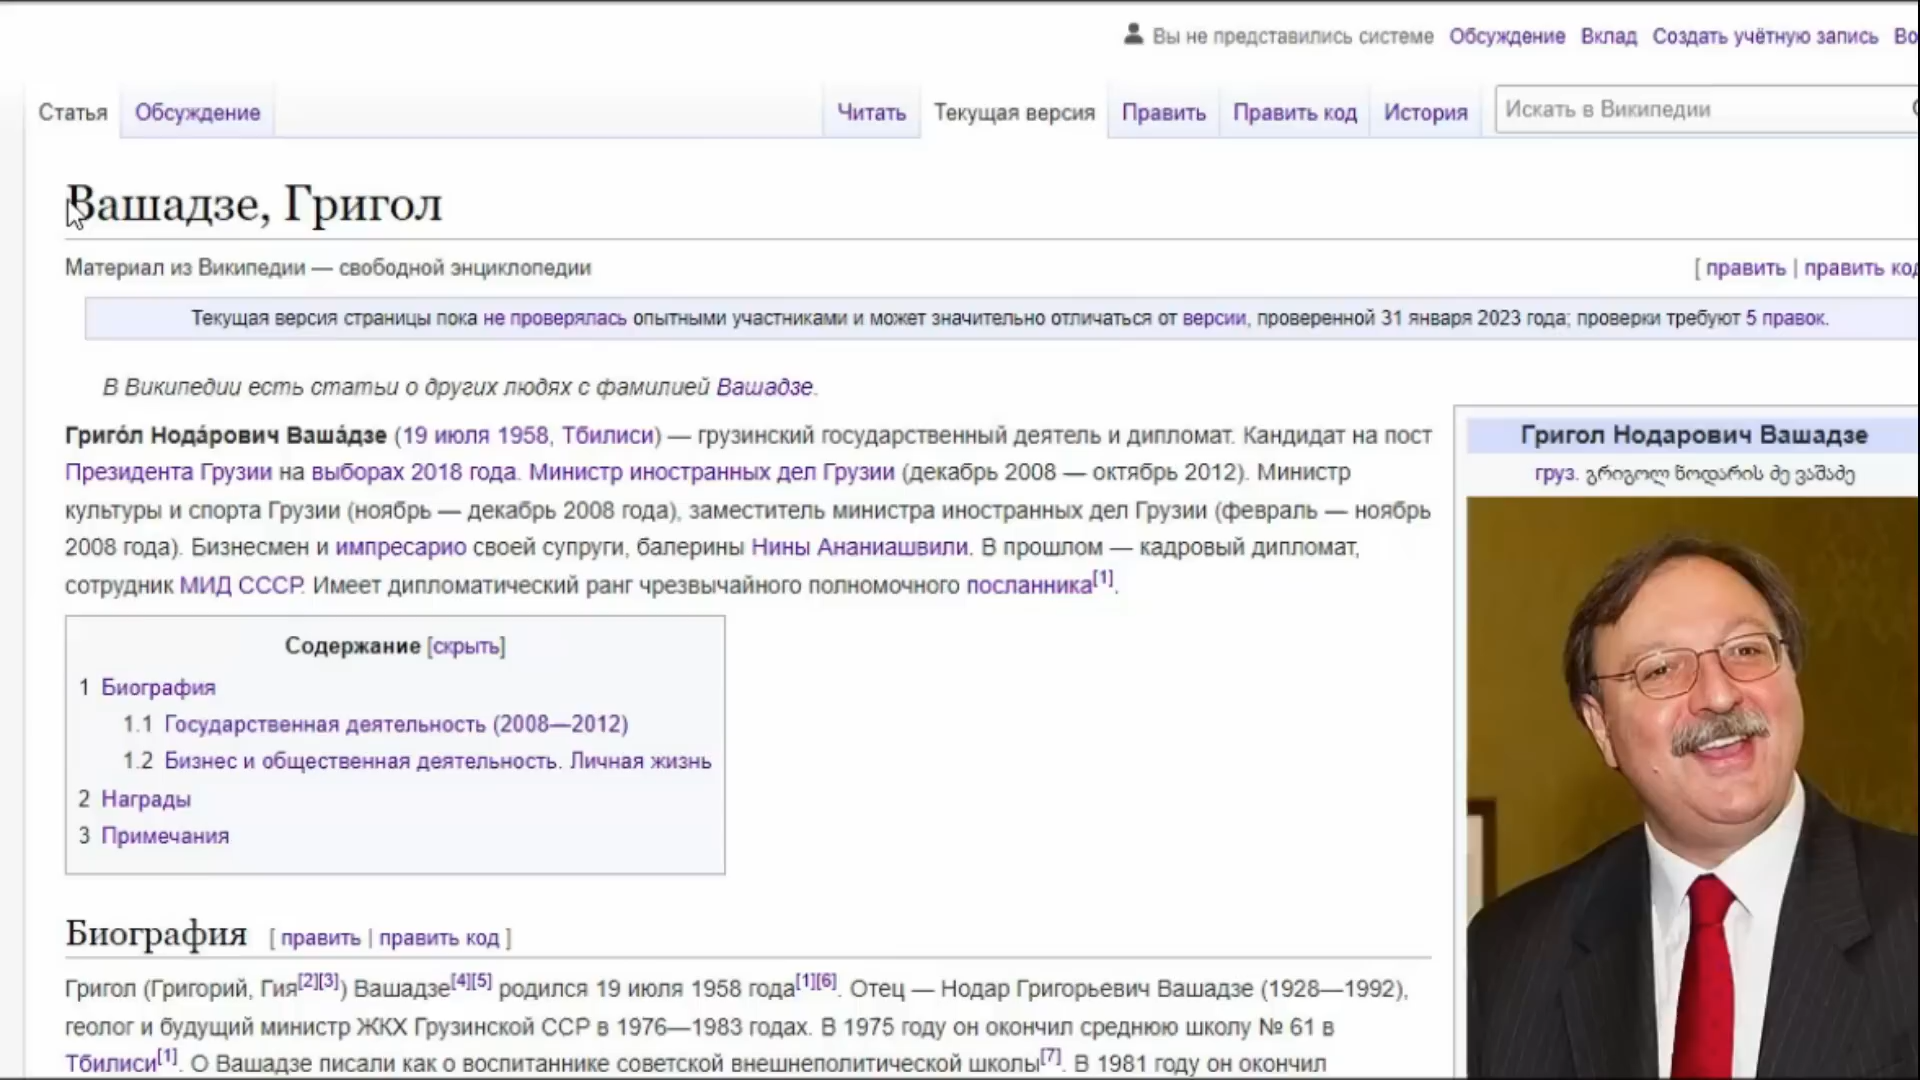 Вы не представились системе Обсуждение Вклад Создать учётную запись Во
Статья Обсуждение Читать Текущая версия Править Править код История Искать в Википедии
Вашадзе, Григол
Материал из Википедии — свободной энциклопедии [ править | править код
Текущая версия страницы пока не проверялась опытными участниками и может значительно отличаться от версии, проверенной 31 января 2023 года; проверки требуют 5 правок.
В Википедии есть статьи о других людях с фамилией Вашадзе.
Григо́л Нода́рович Ваша́дзе (19 июля 1958, Тбилиси) — грузинский государственный деятель и дипломат. Кандидат на пост
Президента Грузии на выборах 2018 года. Министр иностранных дел Грузии (декабрь 2008 — октябрь 2012). Министр
культуры и спорта Грузии (ноябрь — декабрь 2008 года), заместитель министра иностранных дел Грузии (февраль — ноябрь
2008 года). Бизнесмен и импресарио своей супруги, балерины Нины Ананиашвили. В прошлом — кадровый дипломат,
сотрудник МИД СССР. Имеет дипломатический ранг чрезвычайного полномочного посланника[1].
Содержание [скрыть]
1 Биография
1.1 Государственная деятельность (2008—2012)
1.2 Бизнес и общественная деятельность. Личная жизнь
2 Награды
3 Примечания
Биография [ править | править код ]
Григол (Григорий, Гия[2][3]) Вашадзе[4][5] родился 19 июля 1958 года[1][6]. Отец — Нодар Григорьевич Вашадзе (1928—1992),
геолог и будущий министр ЖКХ Грузинской ССР в 1976—1983 годах. В 1975 году он окончил среднюю школу № 61 в
Тбилиси[1]. О Вашадзе писали как о воспитаннике советской внешнеполитической школы[7]. В 1981 году он окончил
Григол Нодарович Вашадзе
груз. გრიგოლ ნოდარის ძე ვაშაძე